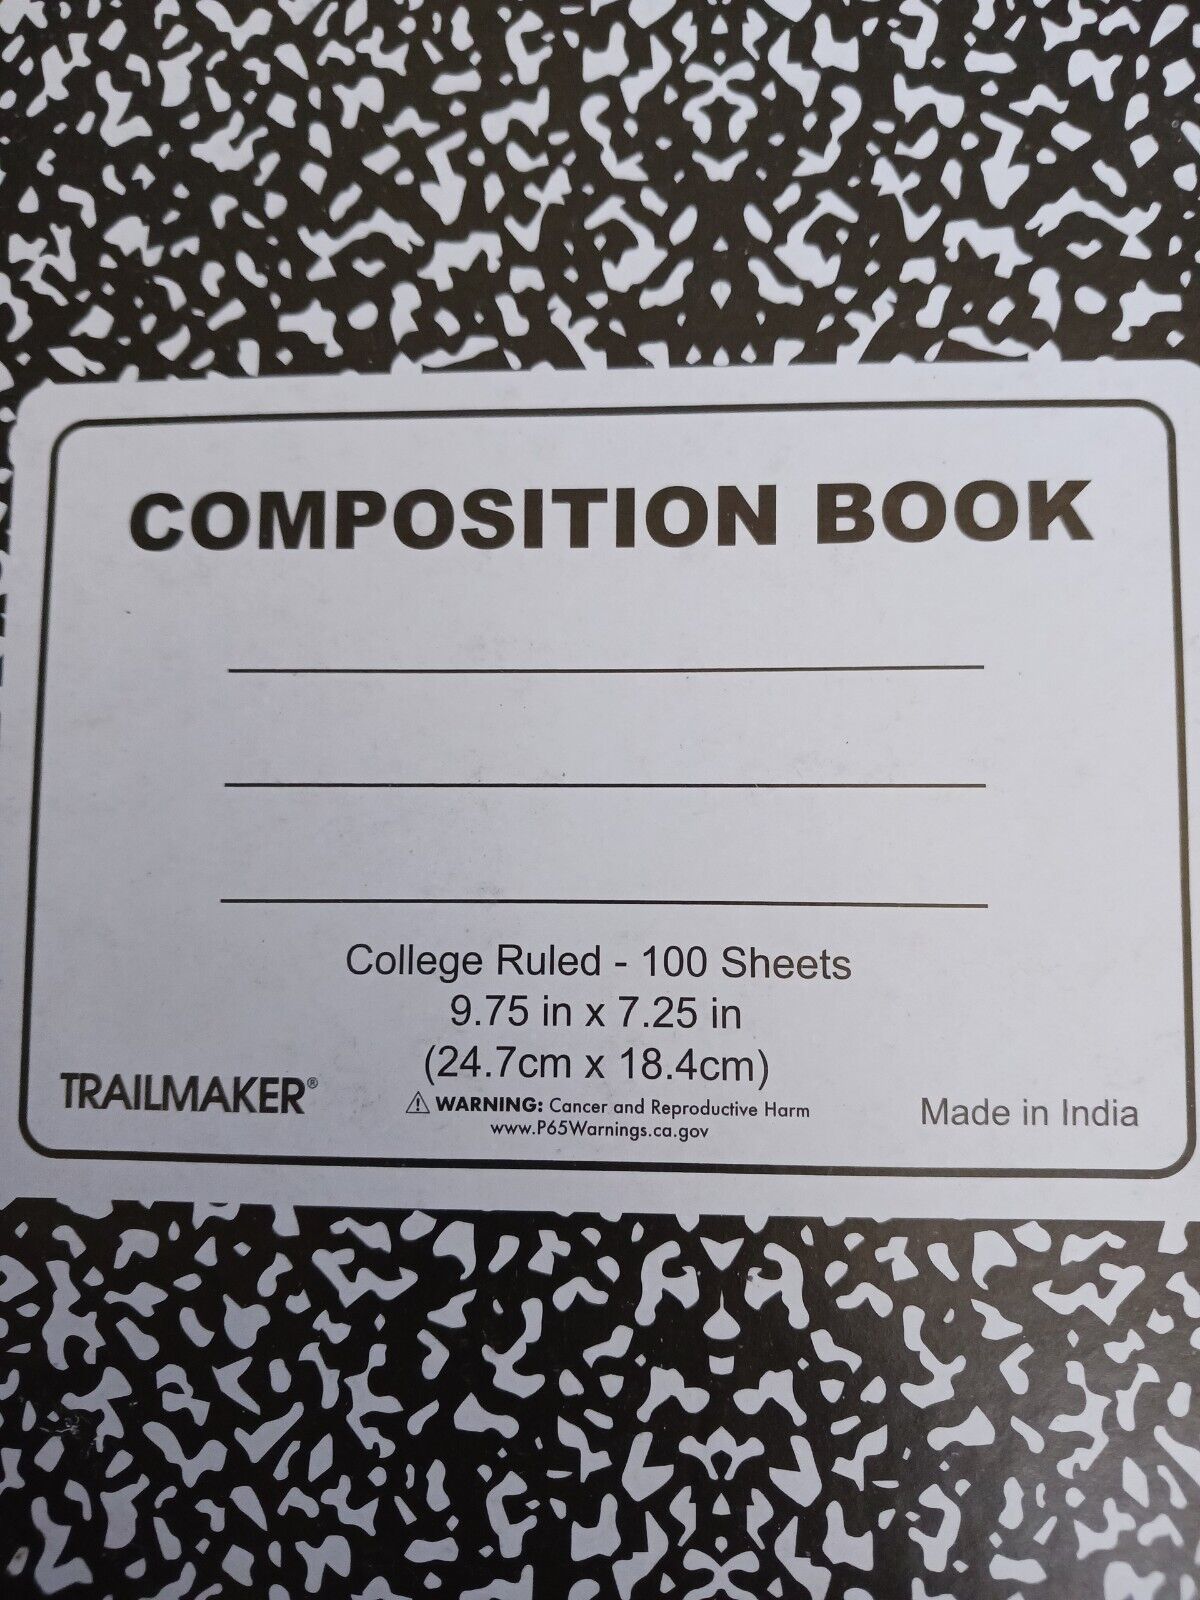 COMPOSITION BOOK
College Ruled - 100 Sheets
9.75 in x 7.25 in
(24.7cm x 18.4cm)
TRAILMAKER®
⚠ WARNING: Cancer and Reproductive Harm
www.P65Warnings.ca.gov
Made in India